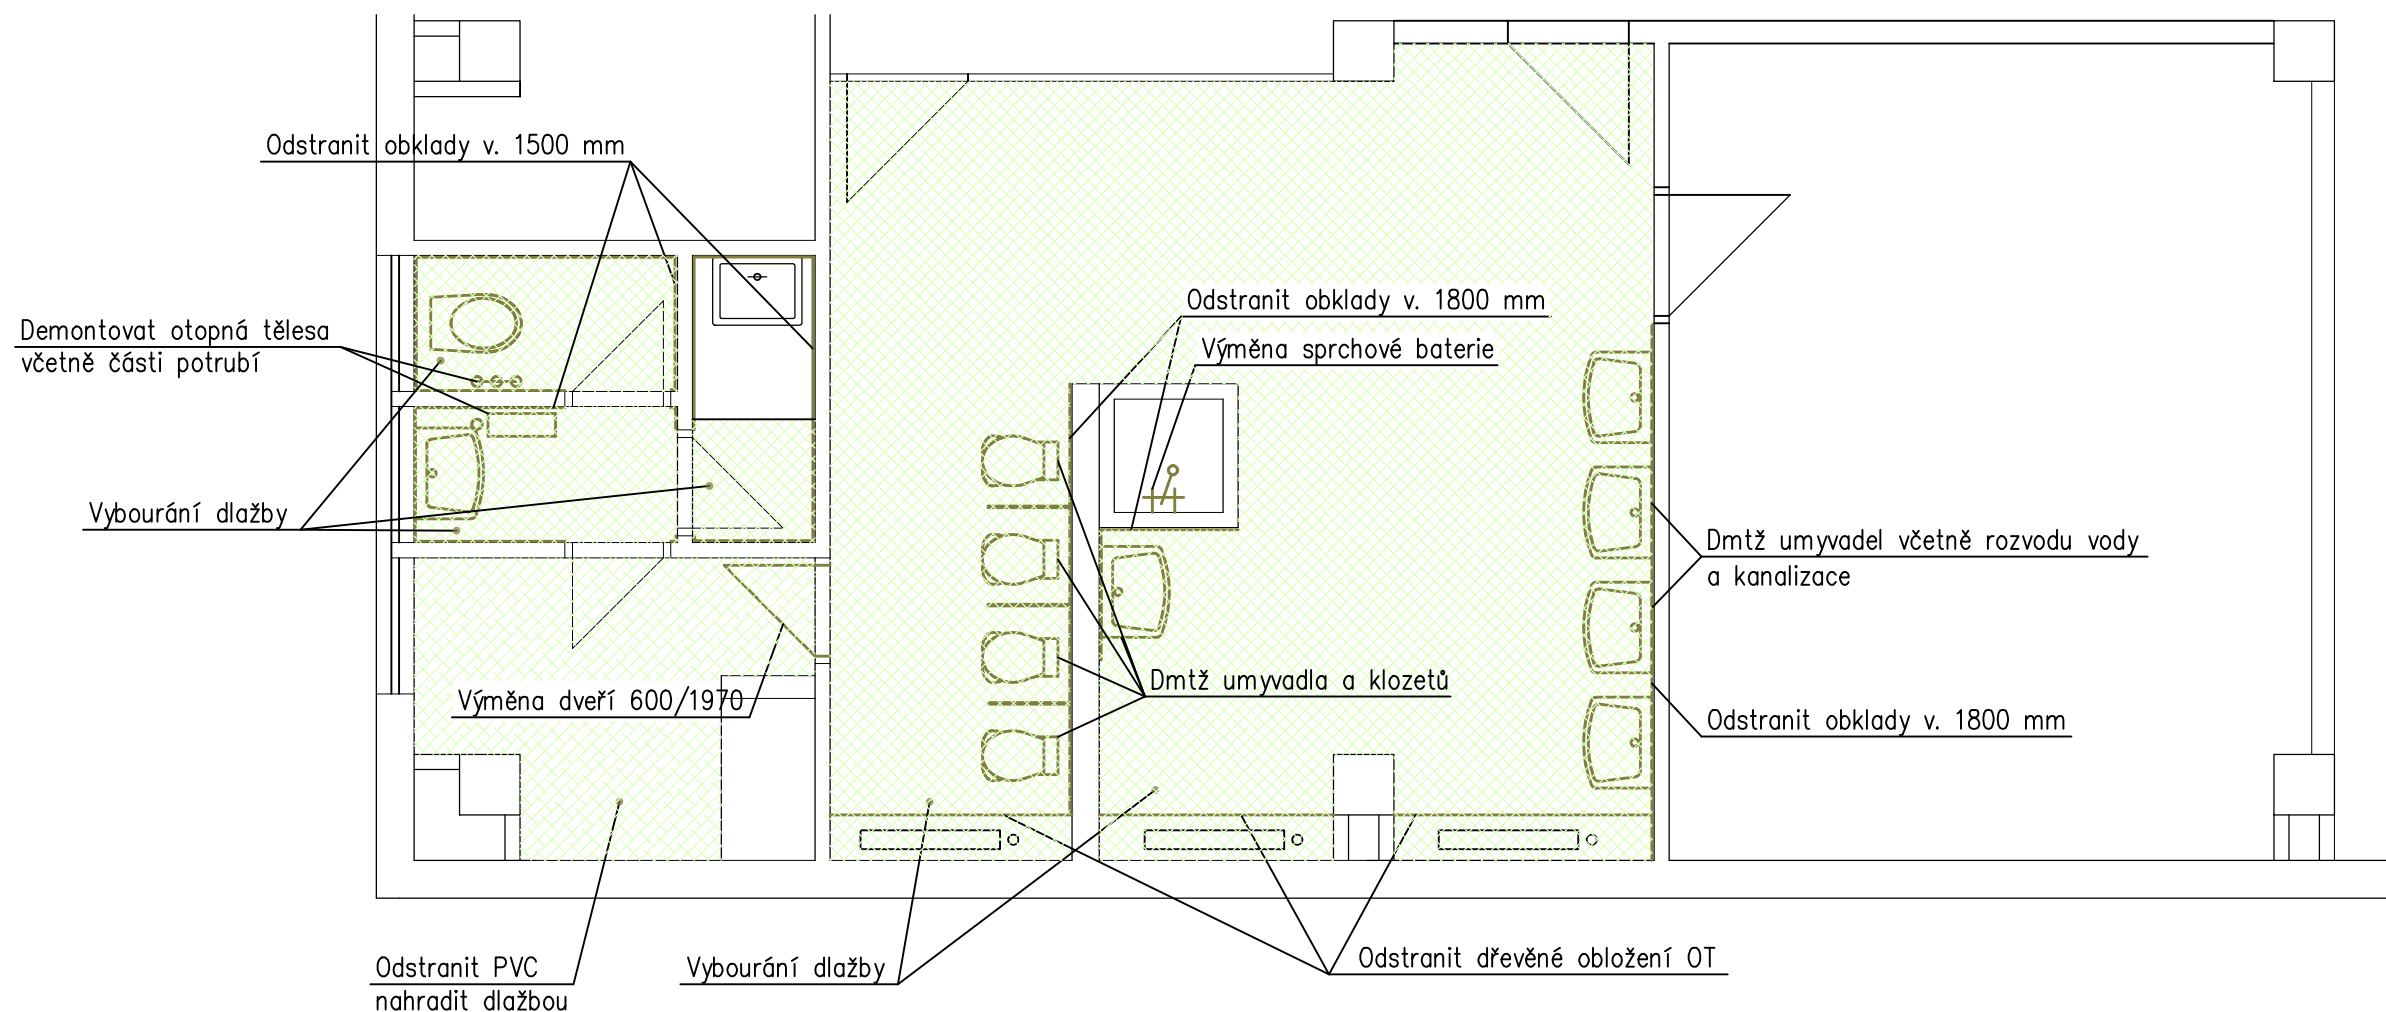 Odstranit obklady v. 1500 mm
Odstranit obklady v. 1800 mm
Výměna sprchové baterie
Demontovat otopná tělesa
včetně části potrubí
Vybourání dlažby
Dmtž umyvadel včetně rozvodu vody
a kanalizace
Dmtž umyvadla a klozetů
Výměna dveří 600/1970
Odstranit obklady v. 1800 mm
Odstranit PVC
nahradit dlažbou
Vybourání dlažby
Odstranit dřevěné obložení OT